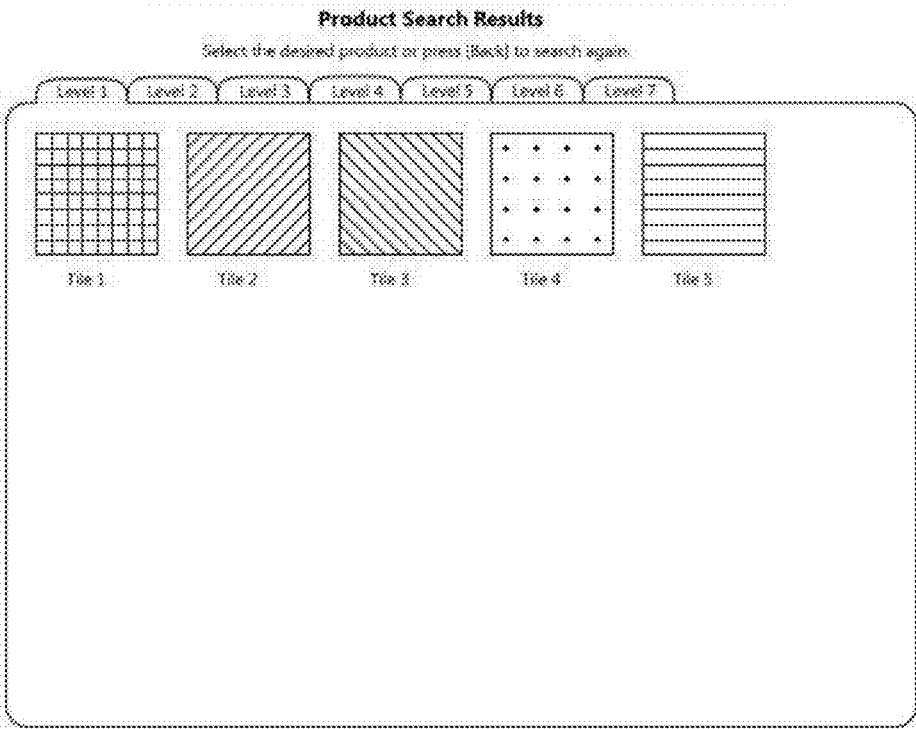 Product Search Results
Select the desired product or press [Back] to search again.
Level 1 Level 2 Level 3 Level 4 Level 5 Level 6 Level 7
Tile 1 Tile 2 Tile 3 Tile 4 Tile 5